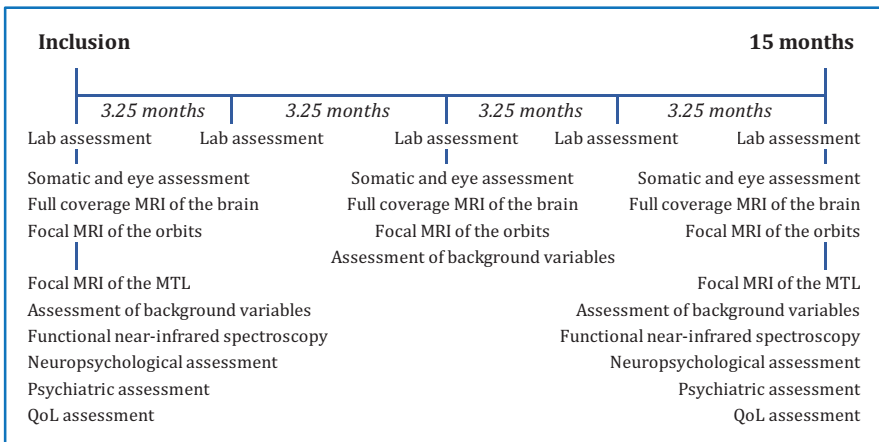 Inclusion 15 months
3.25 months 3.25 months 3.25 months 3.25 months
Lab assessment Lab assessment Lab assessment Lab assessment Lab assessment
Somatic and eye assessment Somatic and eye assessment Somatic and eye assessment
Full coverage MRI of the brain Full coverage MRI of the brain Full coverage MRI of the brain
Focal MRI of the orbits Focal MRI of the orbits Focal MRI of the orbits
Assessment of background variables
Focal MRI of the MTL Focal MRI of the MTL
Assessment of background variables Assessment of background variables
Functional near-infrared spectroscopy Functional near-infrared spectroscopy
Neuropsychological assessment Neuropsychological assessment
Psychiatric assessment Psychiatric assessment
QoL assessment QoL assessment